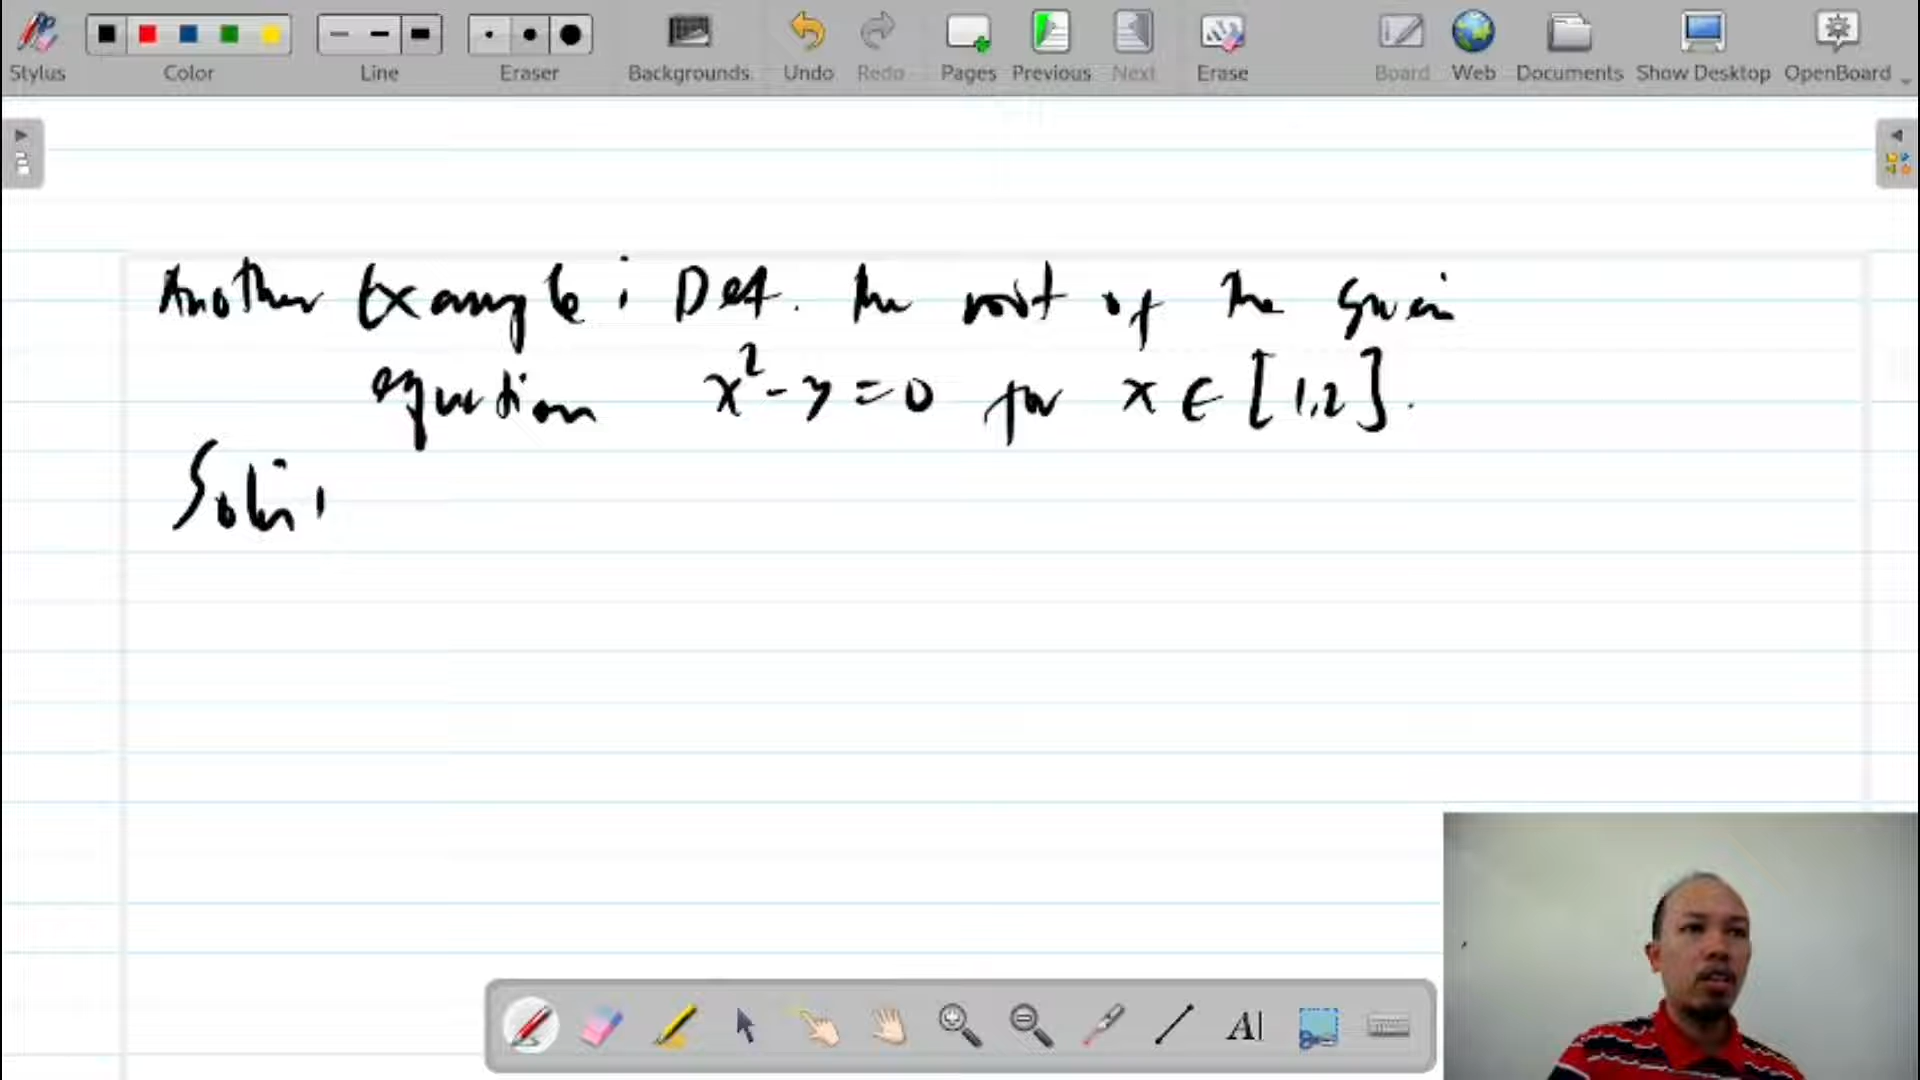 Stylus Color Line Eraser Backgrounds Undo Redo Pages Previous Next Erase Board Web Documents Show Desktop OpenBoard
Another Example : Det. the root of the given
equation x² - 3 = 0 for x ∈ [1,2].
Soln:
A|